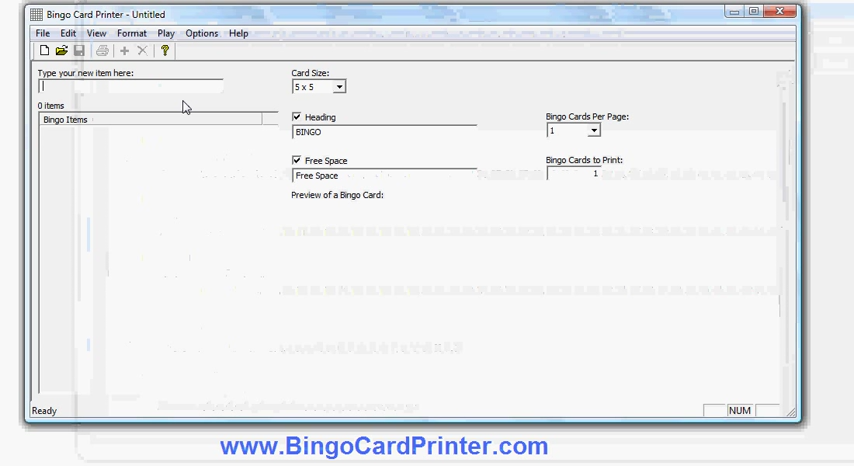 Bingo Card Printer - Untitled
File Edit View Format Play Options Help
Type your new item here:
Card Size:
5 x 5
0 items
Bingo Items
Heading
BINGO
Bingo Cards Per Page:
1
Free Space
Free Space
Bingo Cards to Print:
1
Preview of a Bingo Card:
Ready
NUM
www.BingoCardPrinter.com